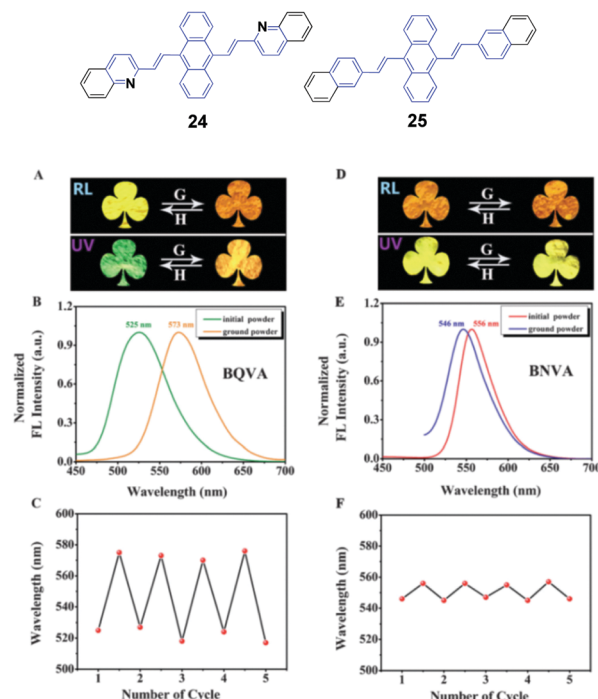 N
N
24
25
A
RL
G
H
UV
G
H
D
RL
G
H
UV
G
H
B
1.2
0.9
0.6
0.3
0.0
450 500 550 600 650 700
Normalized
FL Intensity (a.u.)
Wavelength (nm)
525 nm
573 nm
initial powder
ground powder
BQVA
E
1.2
0.9
0.6
0.3
0.0
450 500 550 600 650 700
Normalized
FL Intensity (a.u.)
Wavelength (nm)
546 nm
556 nm
initial powder
ground powder
BNVA
C
600
580
560
540
520
500
1 2 3 4 5
Wavelength (nm)
Number of Cycle
F
600
580
560
540
520
500
1 2 3 4 5
Wavelength (nm)
Number of Cycle